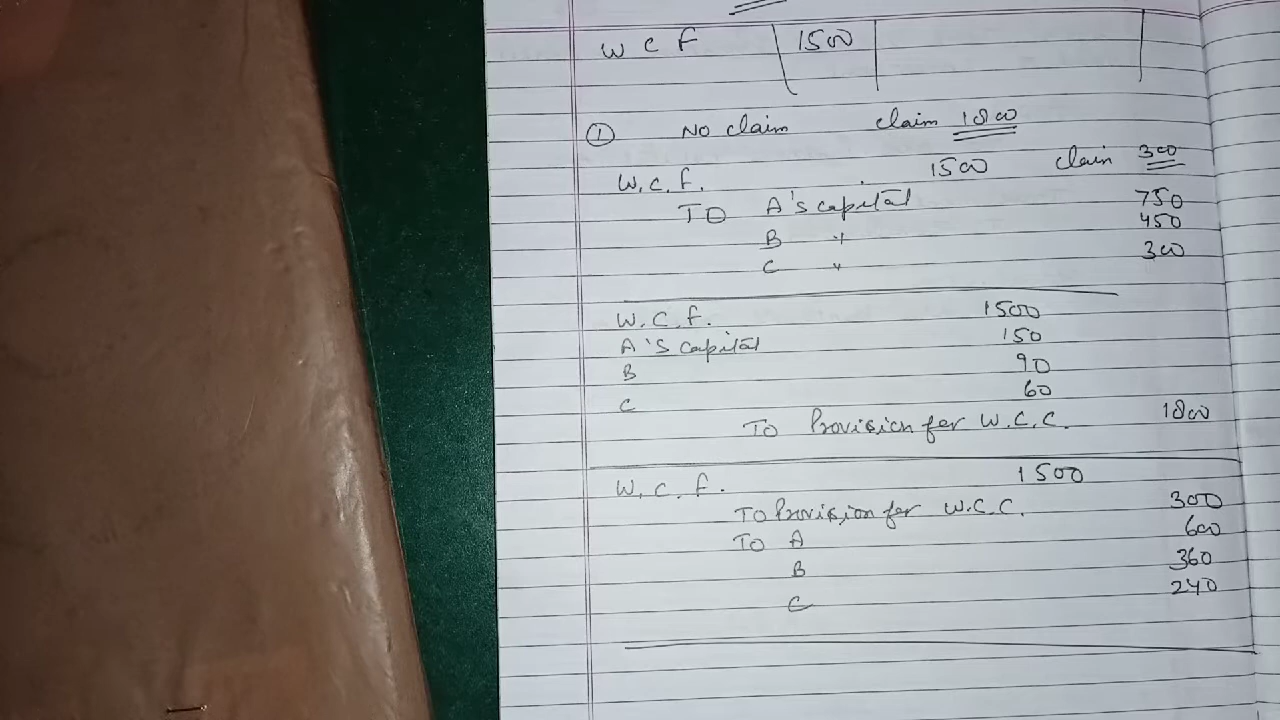 W C F 1500
① No claim claim 1800
W.C.F. 1500 claim 300
TO A's capital 750
B " 450
C " 300
W.C.F. 1500
A's capital 150
B 90
C 60
To Provision for W.C.C. 1800
W.C.F. 1500
To Provision for W.C.C. 300
To A 600
B 360
C 240